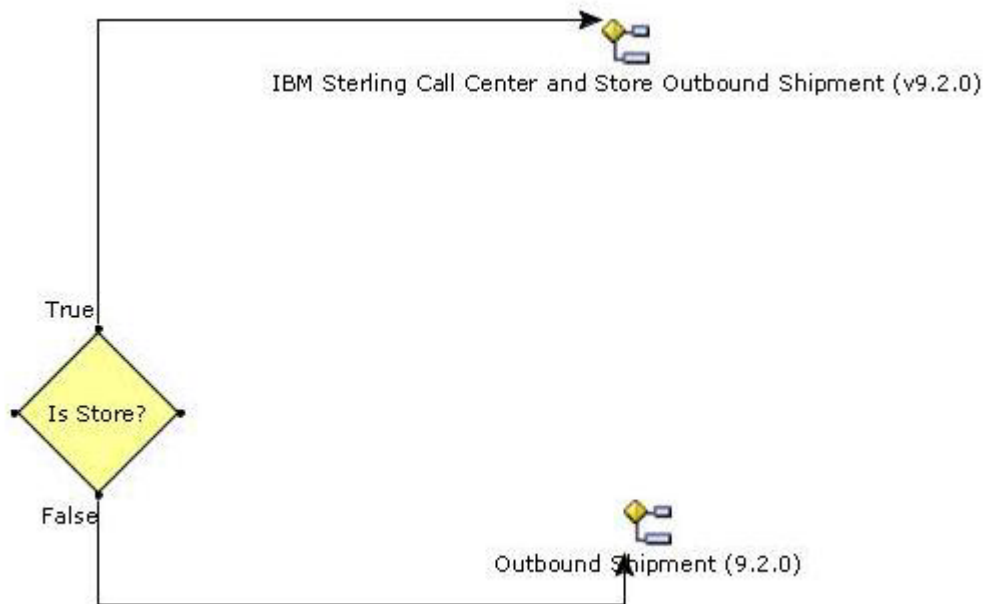 IBM Sterling Call Center and Store Outbound Shipment (v9.2.0)
True
Is Store?
False
Outbound Shipment (9.2.0)